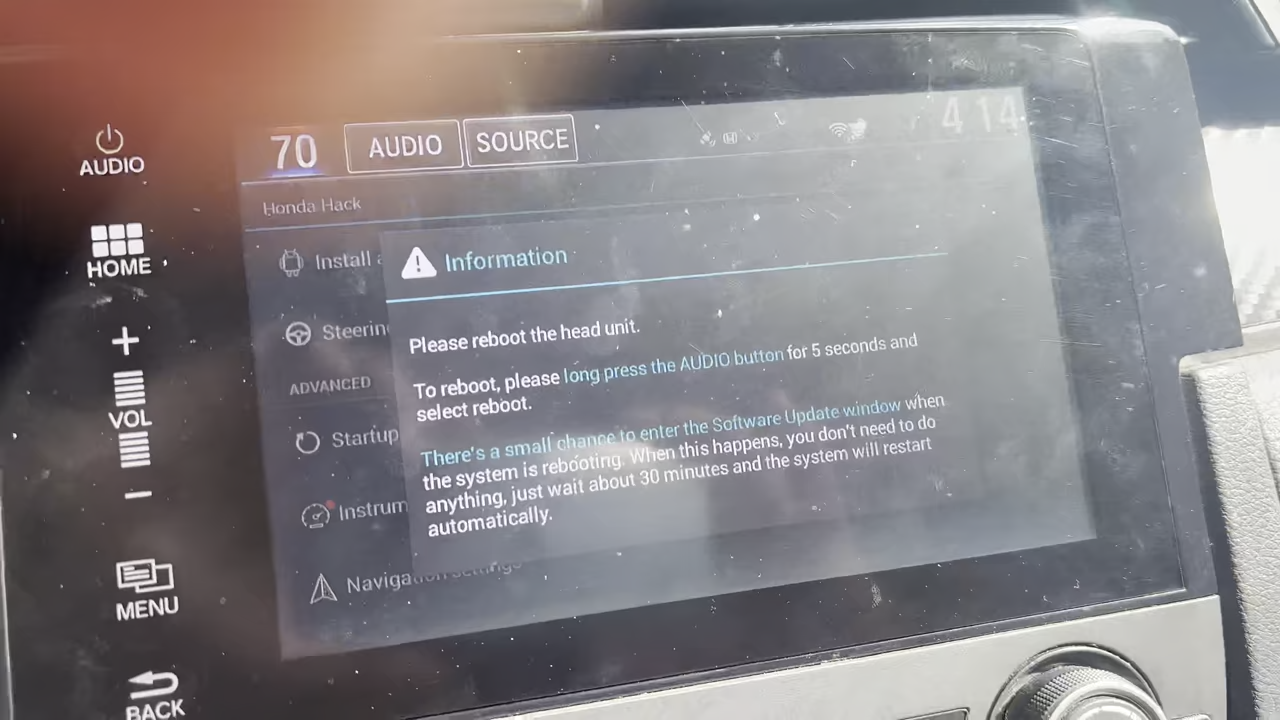 70 AUDIO SOURCE 4 14
AUDIO
HOME
+
VOL
-
MENU
BACK
Honda Hack
Install
Steerin
ADVANCED
Startup
Instrum
Navigation settings
Information
Please reboot the head unit.
To reboot, please long press the AUDIO button for 5 seconds and
select reboot.
There's a small chance to enter the Software Update window when
the system is rebooting. When this happens, you don't need to do
anything, just wait about 30 minutes and the system will restart
automatically.